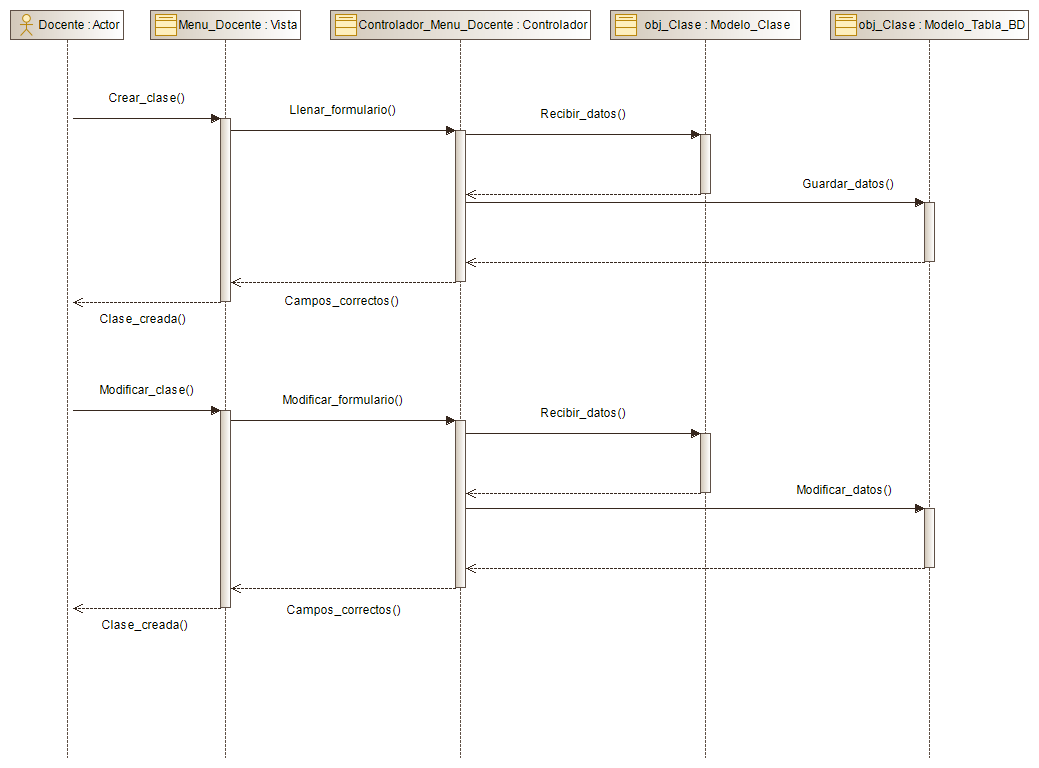 Docente : Actor
Menu_Docente : Vista
Controlador_Menu_Docente : Controlador
obj_Clase : Modelo_Clase
obj_Clase : Modelo_Tabla_BD
Crear_clase()
Llenar_formulario()
Recibir_datos()
Guardar_datos()
Campos_correctos()
Clase_creada()
Modificar_clase()
Modificar_formulario()
Recibir_datos()
Modificar_datos()
Campos_correctos()
Clase_creada()